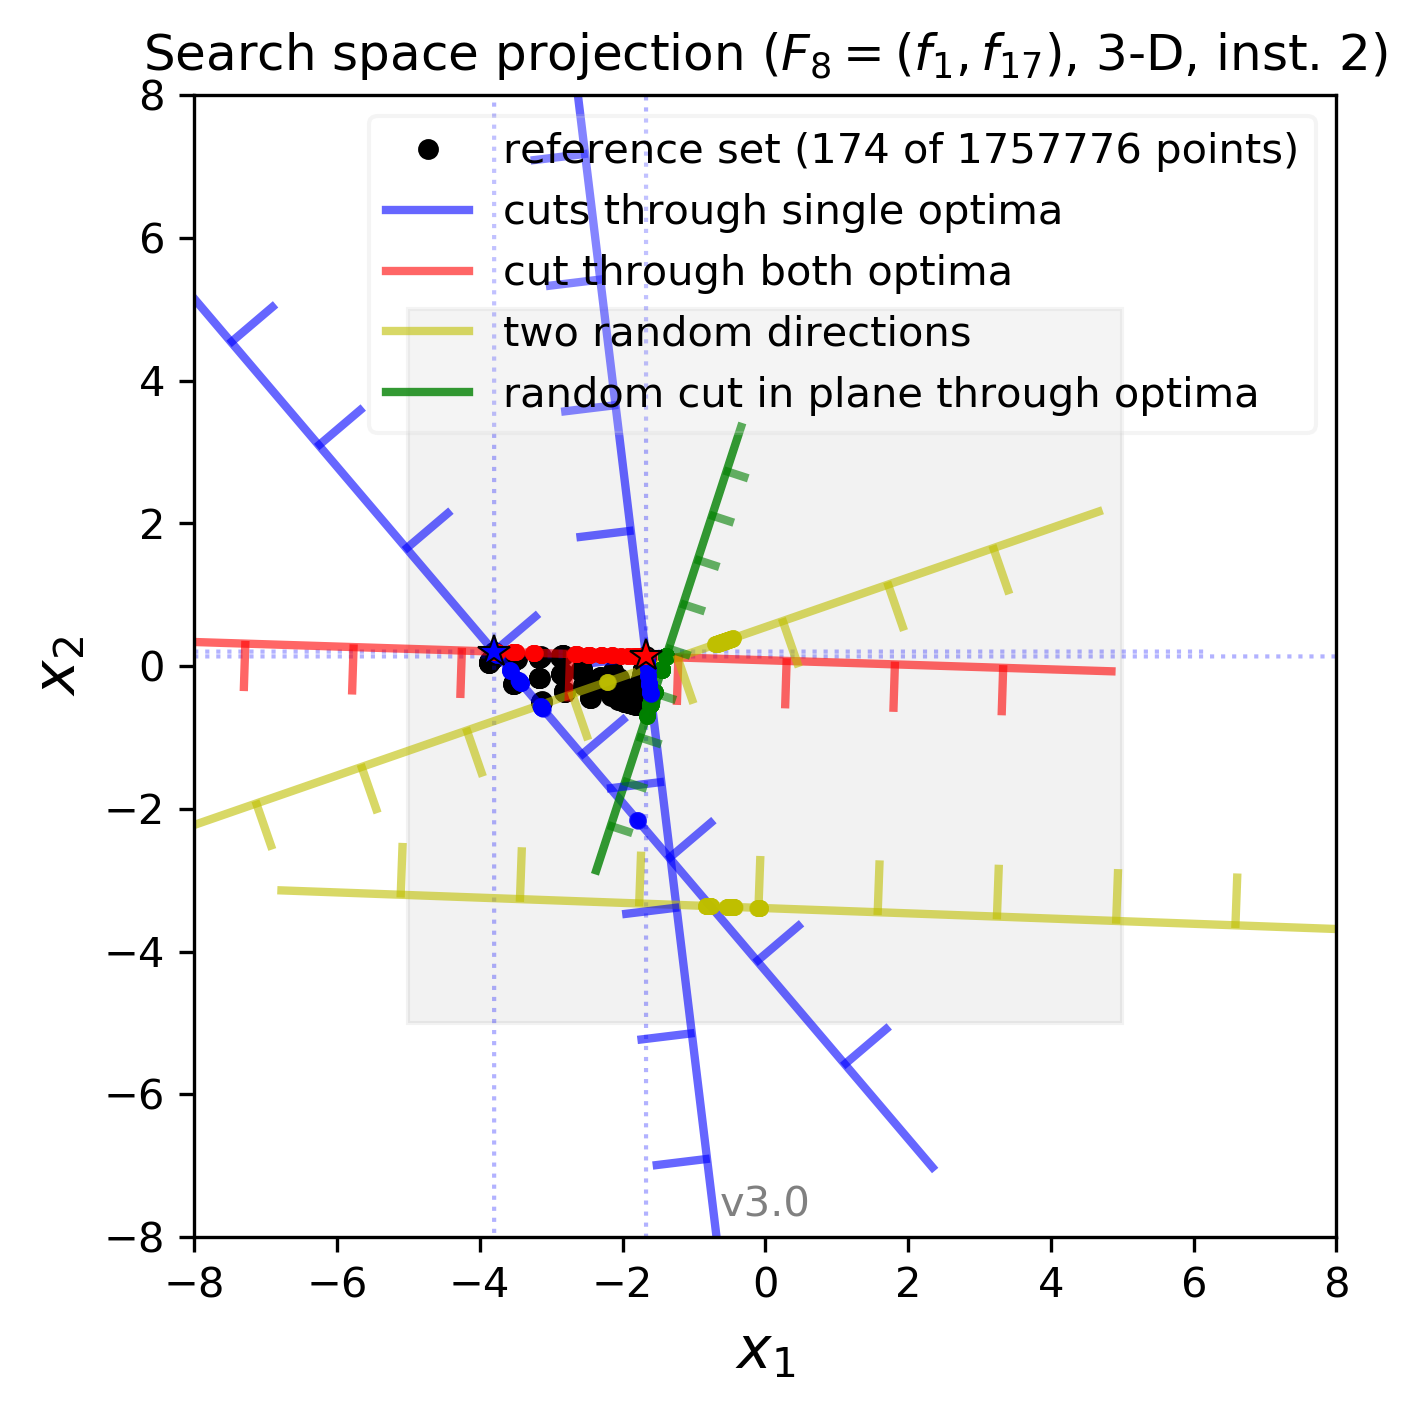 Search space projection (F₈ = (f₁, f₁₇), 3-D, inst. 2)
8
6
4
2
0
−2
−4
−6
−8
x₂
reference set (174 of 1757776 points)
cuts through single optima
cut through both optima
two random directions
random cut in plane through optima
v3.0
−8 −6 −4 −2 0 2 4 6 8
x₁